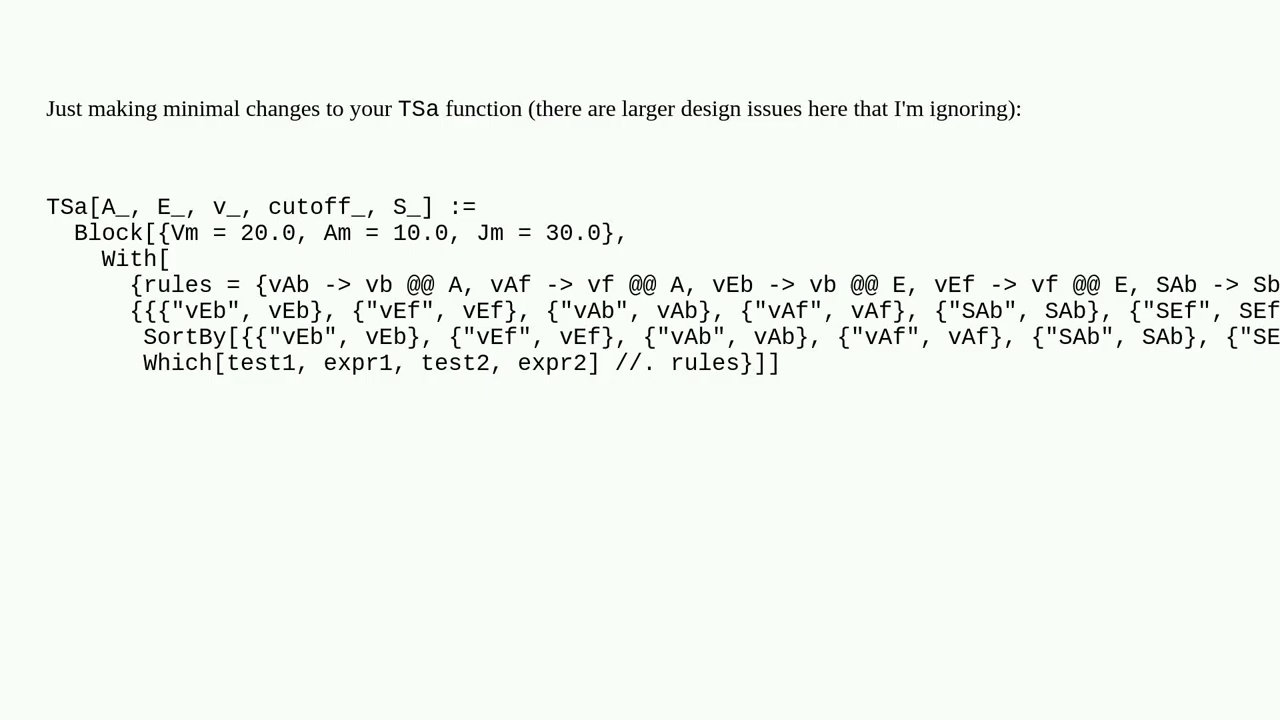 Just making minimal changes to your TSa function (there are larger design issues here that I'm ignoring):
TSa[A_, E_, v_, cutoff_, S_] :=
  Block[{Vm = 20.0, Am = 10.0, Jm = 30.0},
    With[
      {rules = {vAb -> vb @@ A, vAf -> vf @@ A, vEb -> vb @@ E, vEf -> vf @@ E, SAb -> Sb
      {{{"vEb", vEb}, {"vEf", vEf}, {"vAb", vAb}, {"vAf", vAf}, {"SAb", SAb}, {"SEf", SEf
       SortBy[{{"vEb", vEb}, {"vEf", vEf}, {"vAb", vAb}, {"vAf", vAf}, {"SAb", SAb}, {"SE
       Which[test1, expr1, test2, expr2] //. rules}]]